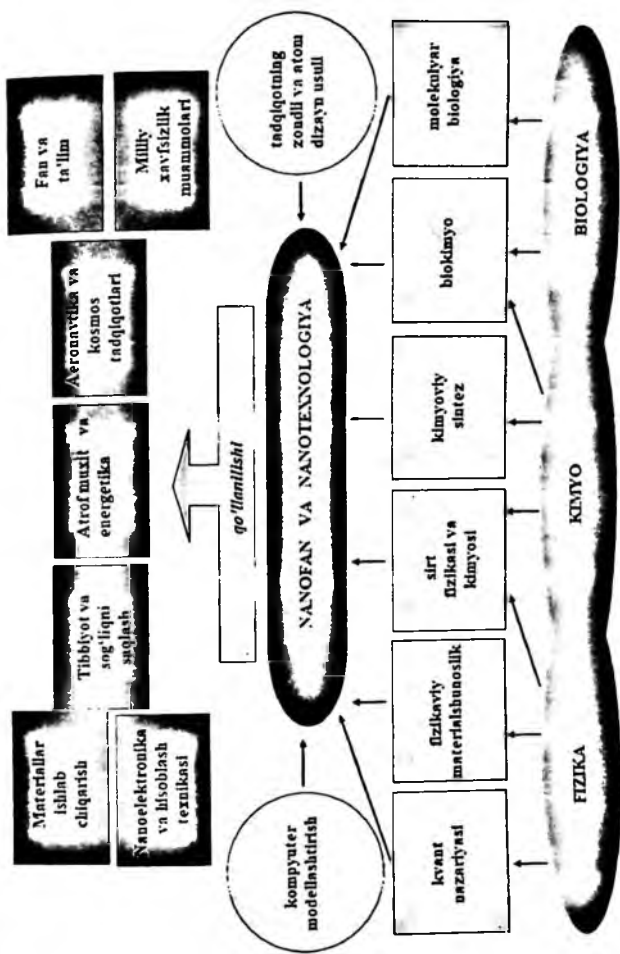 Materiallar
ishlab
chiqarish
Nanoelektronika
va hisoblash
texnikasi
Tibbiyot va
sog'liqni
saqlash
Atrof muxit va
energetika
Aeronavtika va
kosmos
tadqiqotlari
Fan va
ta'lim
Milliy
xavfsizlik
muammolari
qo'llanilishi
kompyuter
modellashtirish
NANOFAN VA NANOTEXNOLOGIYA
tadqiqotning
zondli va atom
dizayn usuli
kvant
nazariyasi
fizikaviy
materialshunoslik
sirt
fizikasi va
kimyosi
kimyoviy
sintez
biokimyo
molekulyar
biologiya
FIZIKA
KIMYO
BIOLOGIYA